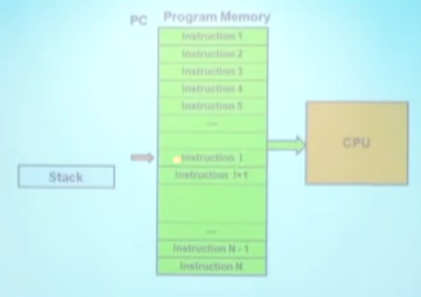 PC Program Memory
Instruction 1
Instruction 2
Instruction 3
Instruction 4
Instruction 5
...
CPU
Instruction I
Stack
Instruction I+1
...
Instruction N - 1
Instruction N